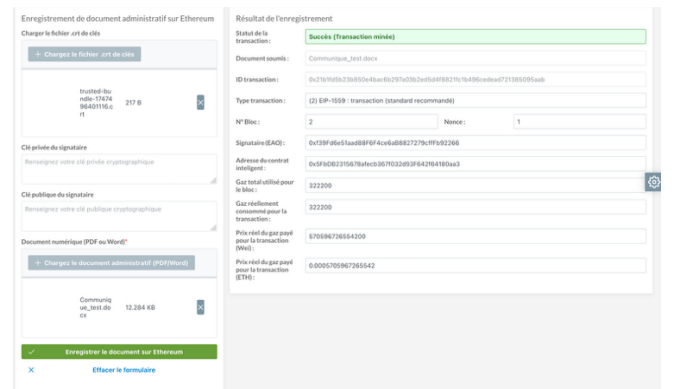 Enregistrement de document administratif sur Ethereum
Charger le fichier .crt de clés
+ Chargez le fichier .crt de clés
trusted-bu
ndle-17474
96401116.c
rt
217 B
Clé privée du signataire
Renseignez votre clé privée cryptographique
Clé publique du signataire
Renseignez votre clé publique cryptographique
Document numérique (PDF ou Word)*
+ Chargez le document administratif (PDF/Word)
Communiq
ue_test.do
cx
12.284 KB
Enregistrer le document sur Ethereum
Effacer le formulaire
Résultat de l'enregistrement
Statut de la
transaction :
Succès (Transaction minée)
Document soumis :
Communique_test.docx
ID transaction :
Type transaction :
(2) EIP-1559 : transaction (standard recommandé)
N° Bloc :
2
Nonce :
1
Signataire (EAO) :
0xf39Fd6e51aad88F6F4ce6aB8827279cffFb92266
Adresse du contrat
inteligent :
0x5FbDB2315678afecb367f032d93F642f64180aa3
Gaz total utilisé pour
le bloc :
322200
Gaz réellement
consommé pour la
transaction :
322200
Prix réel du gaz payé
pour la transaction
(Wei) :
570596726554200
Prix réel du gaz payé
pour la transaction
(ETH) :
0.0005705967265542